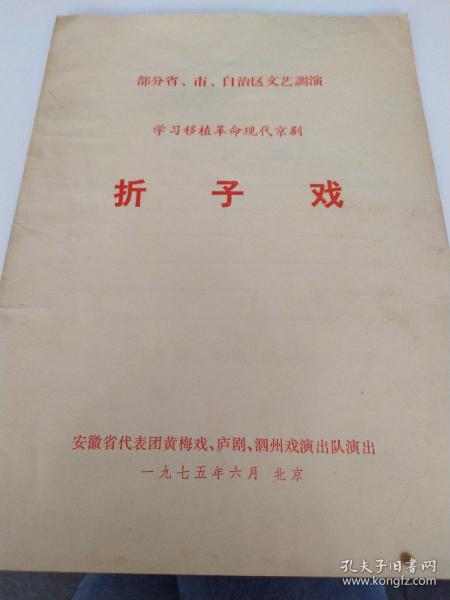 部分省、市、自治区文艺調演
学习移植革命现代京剧
折子戏
安徽省代表团黄梅戏、庐剧、泗州戏演出队演出
一九七五年六月 北京
孔夫子旧书网
www.kongfz.com